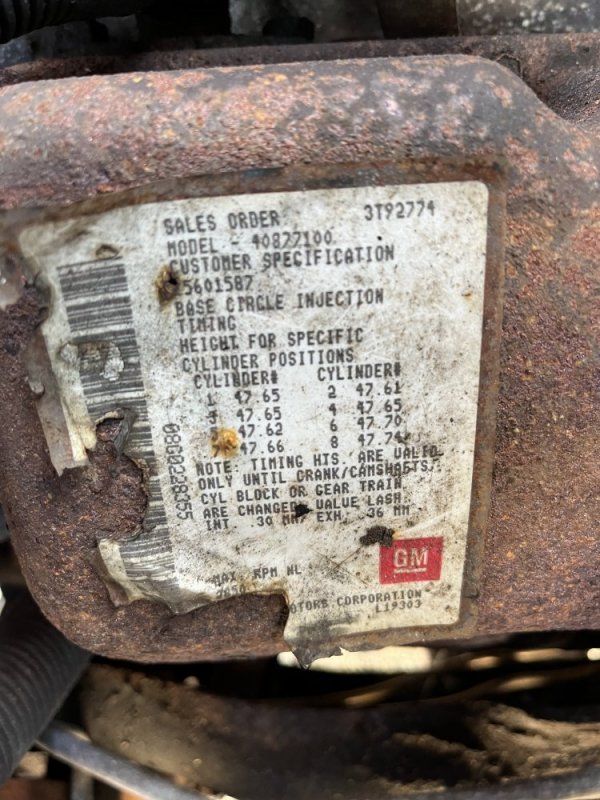 SALES ORDER 3T92774
MODEL - 40877100
CUSTOMER SPECIFICATION
5601587
BASE CIRCLE INJECTION
TIMING
HEIGHT FOR SPECIFIC
CYLINDER POSITIONS
CYLINDER# CYLINDER#
1 47.65 2 47.61
3 47.65 4 47.65
47.62 6 47.70
47.66 8 47.74
NOTE: TIMING HTS. ARE VALID
ONLY UNTIL CRANK/CAMSHAFTS,
CYL BLOCK OR GEAR TRAIN
ARE CHANGED. VALVE LASH:
INT. .30 MM/ EXH, .36 MM
MAX RPM NL
MOTORS CORPORATION
L19303
GM
08G0228355